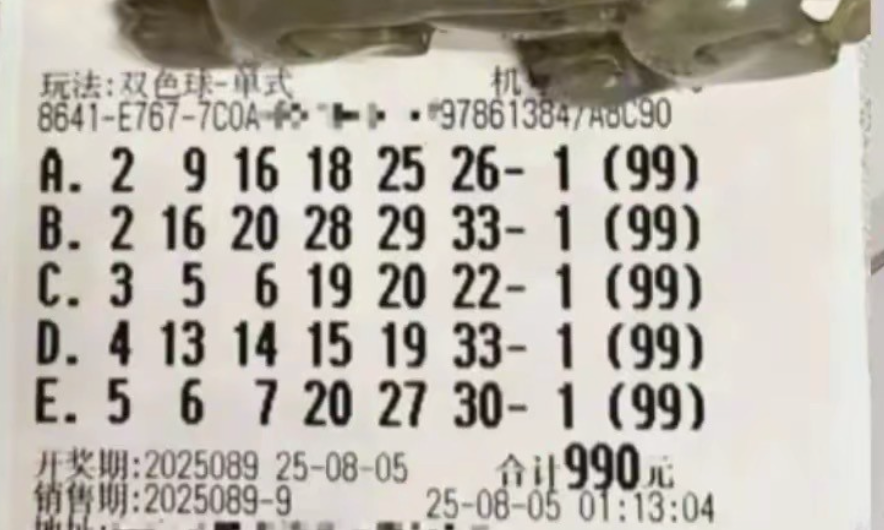 玩法:双色球-单式 机
8641-E767-7C0A 97861384/A8C90
A. 2 9 16 18 25 26- 1 (99)
B. 2 16 20 28 29 33- 1 (99)
C. 3 5 6 19 20 22- 1 (99)
D. 4 13 14 15 19 33- 1 (99)
E. 5 6 7 20 27 30- 1 (99)
开奖期:2025089 25-08-05 合计990元
销售期:2025089-9 25-08-05 01:13:04